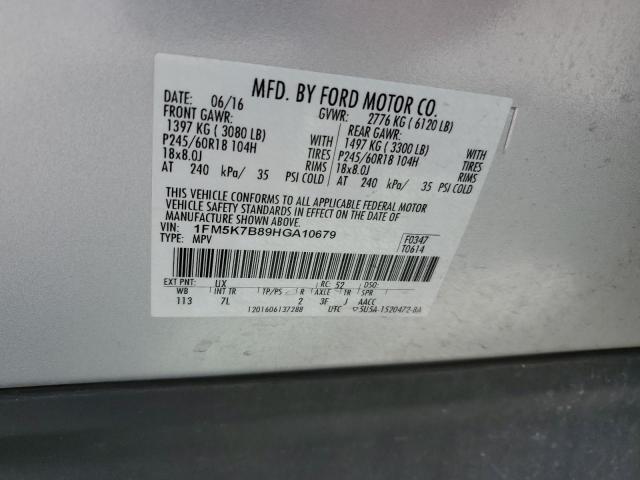 MFD. BY FORD MOTOR CO.
DATE: 06/16 GVWR: 2776 KG ( 6120 LB)
FRONT GAWR: REAR GAWR:
1397 KG ( 3080 LB) 1497 KG ( 3300 LB)
P245/60R18 104H WITH TIRES P245/60R18 104H WITH TIRES
18x8.0J RIMS 18x8.0J RIMS
AT 240 kPa/ 35 PSI COLD AT 240 kPa/ 35 PSI COLD
THIS VEHICLE CONFORMS TO ALL APPLICABLE FEDERAL MOTOR
VEHICLE SAFETY STANDARDS IN EFFECT ON THE DATE OF
MANUFACTURE SHOWN ABOVE.
VIN: 1FM5K7B89HGA10679 F0347
TYPE: MPV T0614
EXT PNT: UX RC: 52 DSO:
WB INT TR TP/PS R AXLE TR SPR
113 7L 2 3F J AACC
1201606137288 UTC 5U5A-1520472-BA